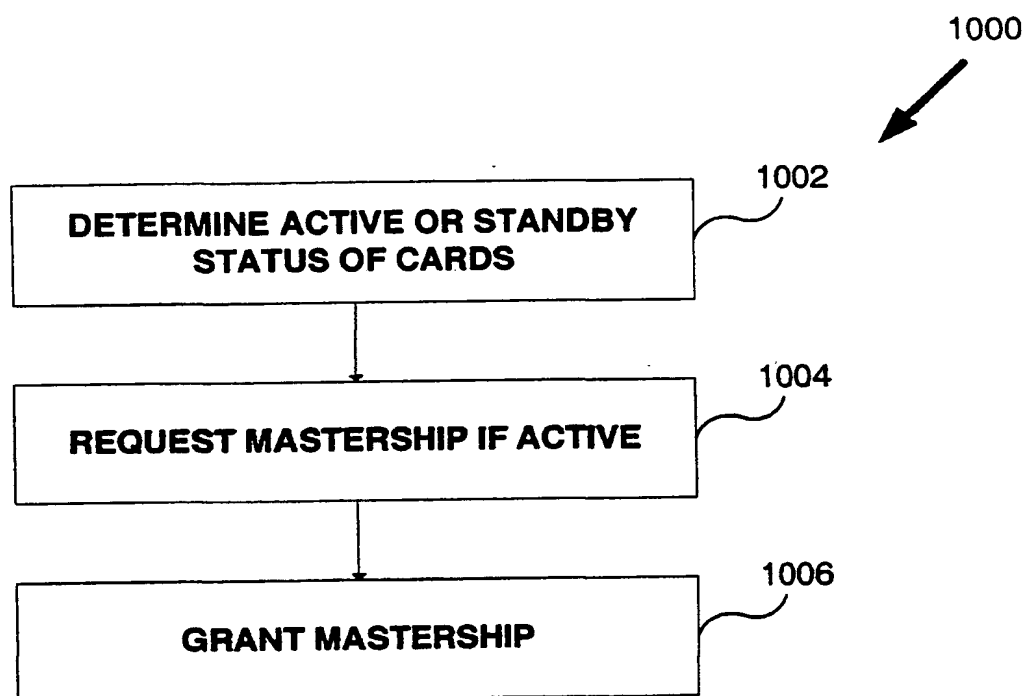 1000
1002
DETERMINE ACTIVE OR STANDBY
STATUS OF CARDS
1004
REQUEST MASTERSHIP IF ACTIVE
1006
GRANT MASTERSHIP